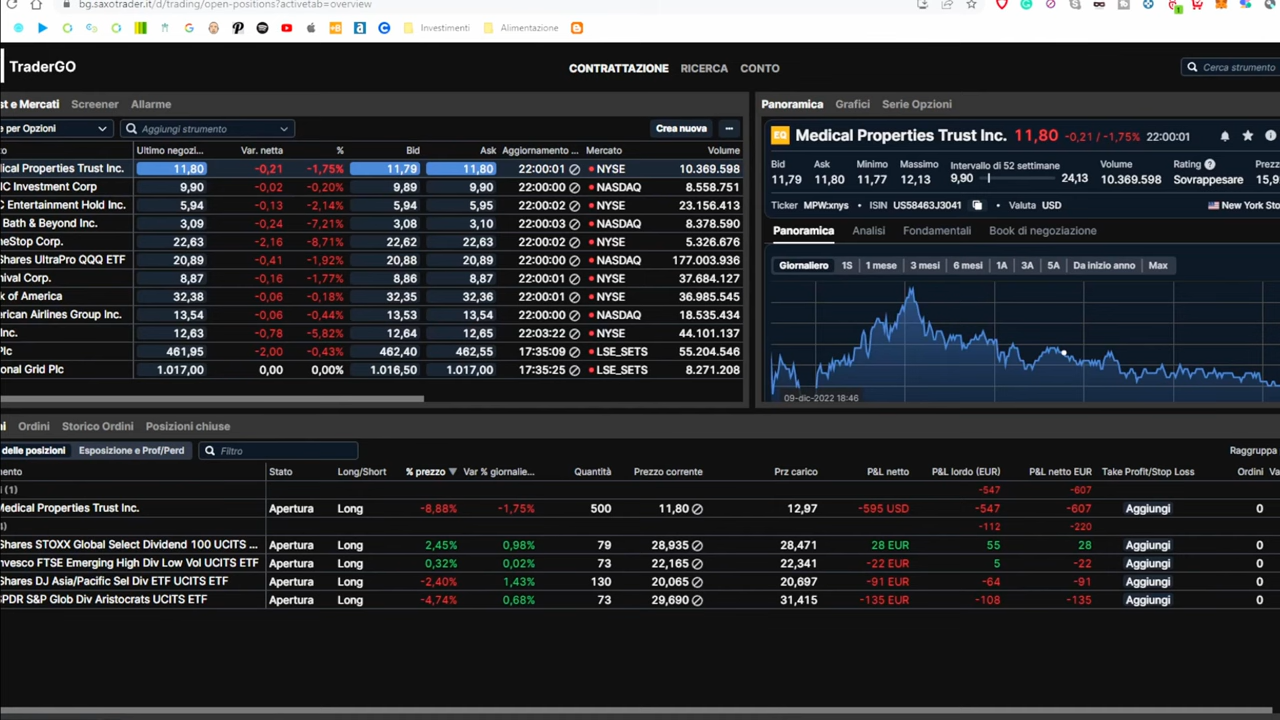 bg.saxotrader.it/d/trading/open-positions?activetab=overview
Investimenti Alimentazione
TraderGO CONTRATTAZIONE RICERCA CONTO Cerca strumento
st e Mercati Screener Allarme
e per Opzioni Aggiungi strumento Crea nuova ...
to Ultimo negozi... Var. netta % Bid Ask Aggiornamento ... Mercato Volume
ical Properties Trust Inc. 11,80 -0,21 -1,75% 11,79 11,80 22:00:01 NYSE 10.369.598
IC Investment Corp 9,90 -0,02 -0,20% 9,89 9,90 22:00:00 NASDAQ 8.558.751
C Entertainment Hold Inc. 5,94 -0,13 -2,14% 5,94 5,95 22:00:02 NYSE 23.156.413
Bath & Beyond Inc. 3,09 -0,24 -7,21% 3,08 3,10 22:00:00 NASDAQ 8.378.590
neStop Corp. 22,63 -2,16 -8,71% 22,62 22,63 22:00:02 NYSE 5.326.676
Shares UltraPro QQQ ETF 20,89 -0,41 -1,92% 20,88 20,89 22:00:00 NASDAQ 177.003.936
nival Corp. 8,87 -0,16 -1,77% 8,86 8,87 22:00:01 NYSE 37.684.127
k of America 32,38 -0,06 -0,18% 32,35 32,36 22:00:01 NYSE 36.985.545
erican Airlines Group Inc. 13,54 -0,06 -0,44% 13,53 13,54 22:00:00 NASDAQ 18.535.434
Inc. 12,63 -0,78 -5,82% 12,64 12,65 22:03:22 NYSE 44.101.137
Plc 461,95 -2,00 -0,43% 462,40 462,55 17:35:09 LSE_SETS 55.204.546
onal Grid Plc 1.017,00 0,00 0,00% 1.016,50 1.017,00 17:35:25 LSE_SETS 8.271.208
Panoramica Grafici Serie Opzioni
EQ Medical Properties Trust Inc. 11,80 -0,21 / -1,75% 22:00:01
Bid Ask Minimo Massimo Intervallo di 52 settimane Volume Rating Prezzo
11,79 11,80 11,77 12,13 9,90 24,13 10.369.598 Sovrappesare 15,9
Ticker MPW:xnys • ISIN US58463J3041 • Valuta USD New York Sto
Panoramica Analisi Fondamentali Book di negoziazione
Giornaliero 1S 1 mese 3 mesi 6 mesi 1A 3A 5A Da inizio anno Max
09-dic-2022 18:46
ni Ordini Storico Ordini Posizioni chiuse
delle posizioni Esposizione e Prof/Perd Filtro Raggruppa
mento Stato Long/Short % prezzo Var % giornalie... Quantità Prezzo corrente Prz carico P&L netto P&L lordo (EUR) P&L netto EUR Take Profit/Stop Loss Ordini Va
i (1) -547 -607
Medical Properties Trust Inc. Apertura Long -8,88% -1,75% 500 11,80 12,97 -595 USD -547 -607 Aggiungi 0
) -112 -220
Shares STOXX Global Select Dividend 100 UCITS ... Apertura Long 2,45% 0,98% 79 28,935 28,471 28 EUR 55 28 Aggiungi 0
nvesco FTSE Emerging High Div Low Vol UCITS ETF Apertura Long 0,32% 0,02% 73 22,165 22,341 -22 EUR 5 -22 Aggiungi 0
Shares DJ Asia/Pacific Sel Div ETF UCITS ETF Apertura Long -2,40% 1,43% 130 20,065 20,697 -91 EUR -64 -91 Aggiungi 0
SPDR S&P Glob Div Aristocrats UCITS ETF Apertura Long -4,74% 0,68% 73 29,690 31,415 -135 EUR -108 -135 Aggiungi 0